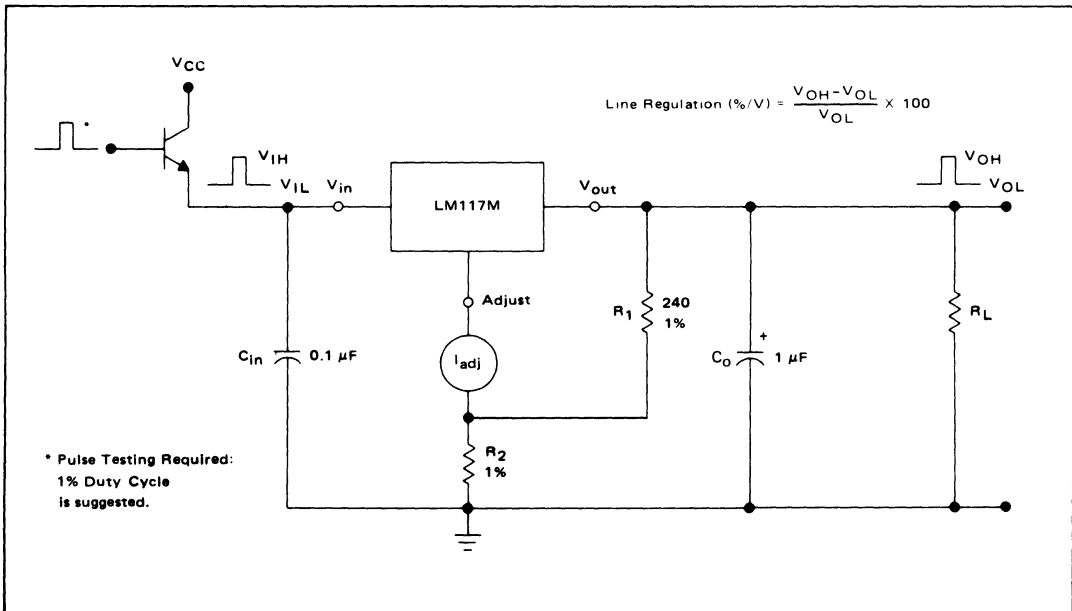 VCC
Line Regulation (%/V) = VOH-VOL / VOL × 100
*
VIH
VIL
Vin
LM117M
Vout
VOH
VOL
Adjust
R1
240
1%
RL
Cin
0.1 μF
Iadj
+
Co
1 μF
R2
1%
* Pulse Testing Required:
1% Duty Cycle
is suggested.